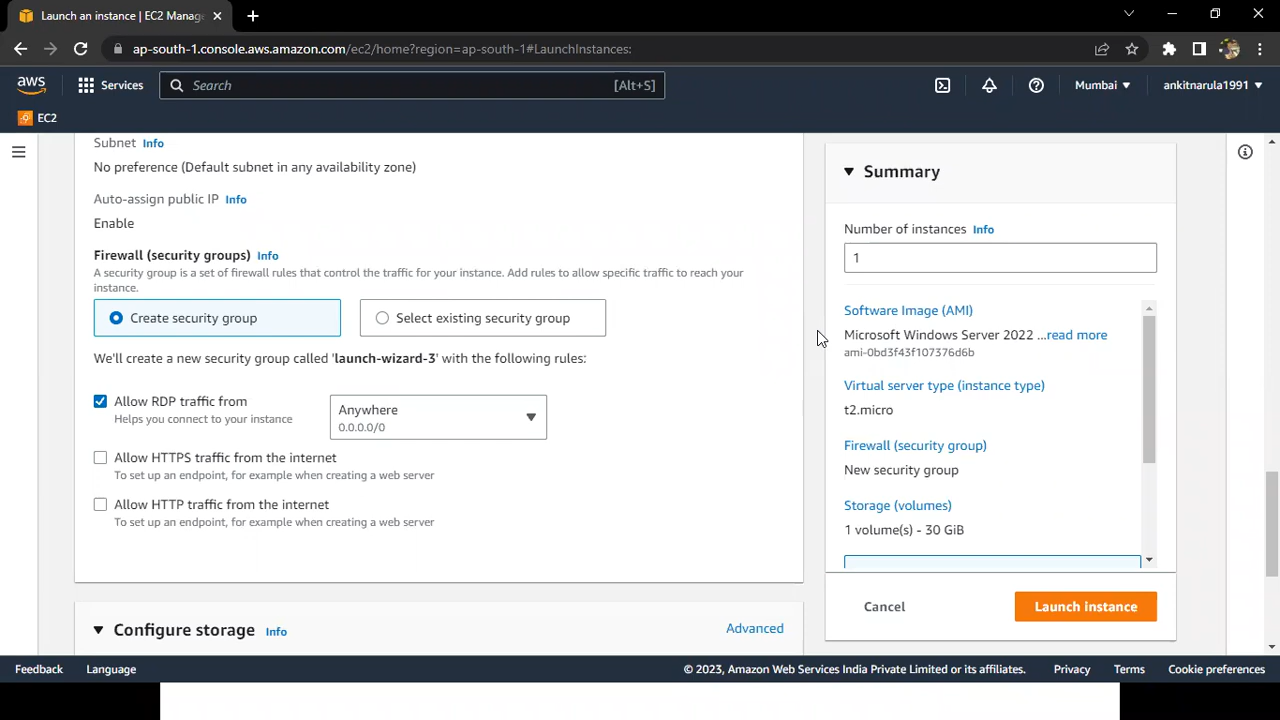 Launch an instance | EC2 Manag
ap-south-1.console.aws.amazon.com/ec2/home?region=ap-south-1#LaunchInstances:
aws
Services
Search
[Alt+S]
Mumbai
ankitnarula1991
EC2
Subnet Info
No preference (Default subnet in any availability zone)
Auto-assign public IP Info
Enable
Firewall (security groups) Info
A security group is a set of firewall rules that control the traffic for your instance. Add rules to allow specific traffic to reach your
instance.
Create security group
Select existing security group
We'll create a new security group called 'launch-wizard-3' with the following rules:
Allow RDP traffic from
Helps you connect to your instance
Anywhere
0.0.0.0/0
Allow HTTPS traffic from the internet
To set up an endpoint, for example when creating a web server
Allow HTTP traffic from the internet
To set up an endpoint, for example when creating a web server
Configure storage Info
Advanced
Summary
Number of instances Info
1
Software Image (AMI)
Microsoft Windows Server 2022 ...read more
ami-0bd3f43f107376d6b
Virtual server type (instance type)
t2.micro
Firewall (security group)
New security group
Storage (volumes)
1 volume(s) - 30 GiB
Cancel
Launch instance
Feedback
Language
© 2023, Amazon Web Services India Private Limited or its affiliates.
Privacy
Terms
Cookie preferences